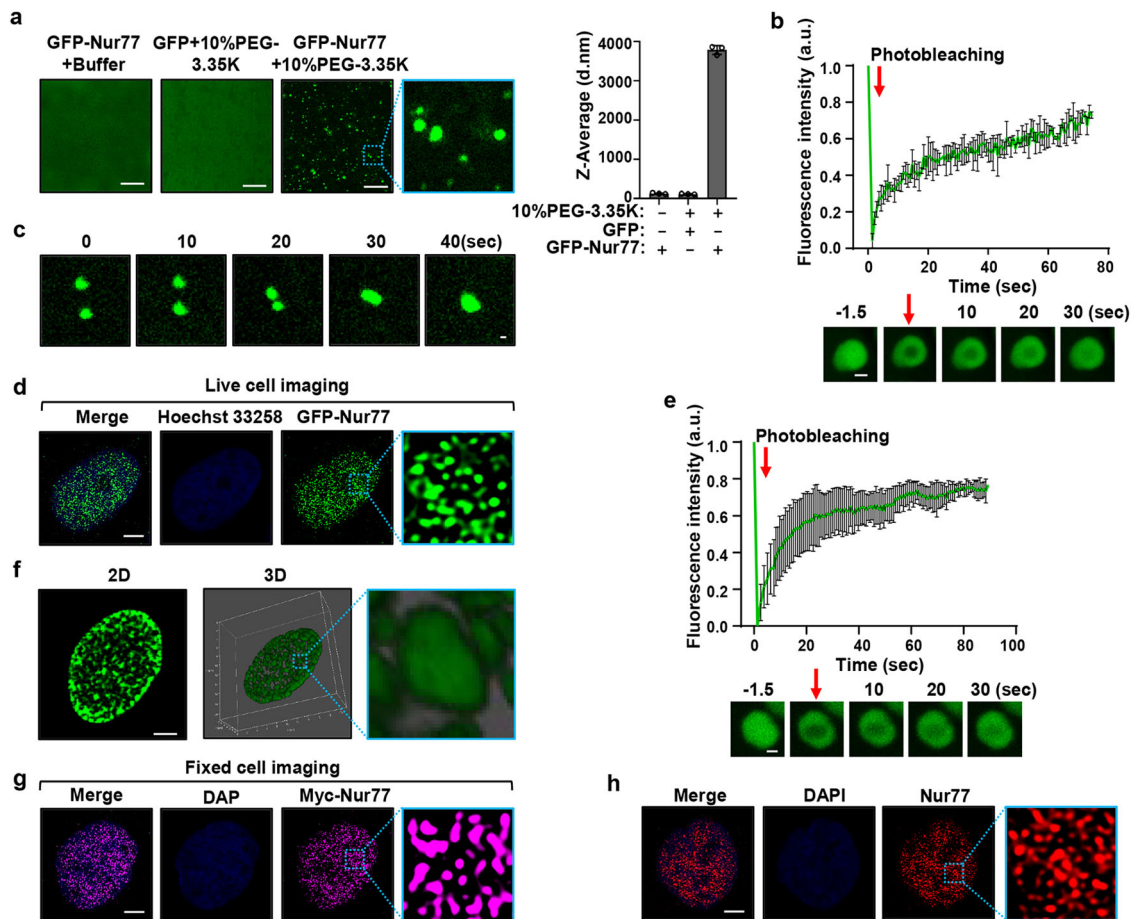 a
GFP-Nur77
+Buffer
GFP+10%PEG-
3.35K
GFP-Nur77
+10%PEG-3.35K
Z-Average (d.nm)
4000
3000
2000
1000
0
10%PEG-3.35K: – + +
GFP: – + –
GFP-Nur77: + – +
b
Photobleaching
Fluorescence intensity (a.u.)
1.0
0.8
0.6
0.4
0.2
0.0
0 20 40 60 80
Time (sec)
-1.5 10 20 30 (sec)
c
0 10 20 30 40(sec)
d
Live cell imaging
Merge Hoechst 33258 GFP-Nur77
e
Photobleaching
Fluorescence intensity (a.u.)
1.0
0.8
0.6
0.4
0.2
0.0
0 20 40 60 80 100
Time (sec)
-1.5 10 20 30 (sec)
f
2D 3D
g
Fixed cell imaging
Merge DAP Myc-Nur77
h
Merge DAPI Nur77